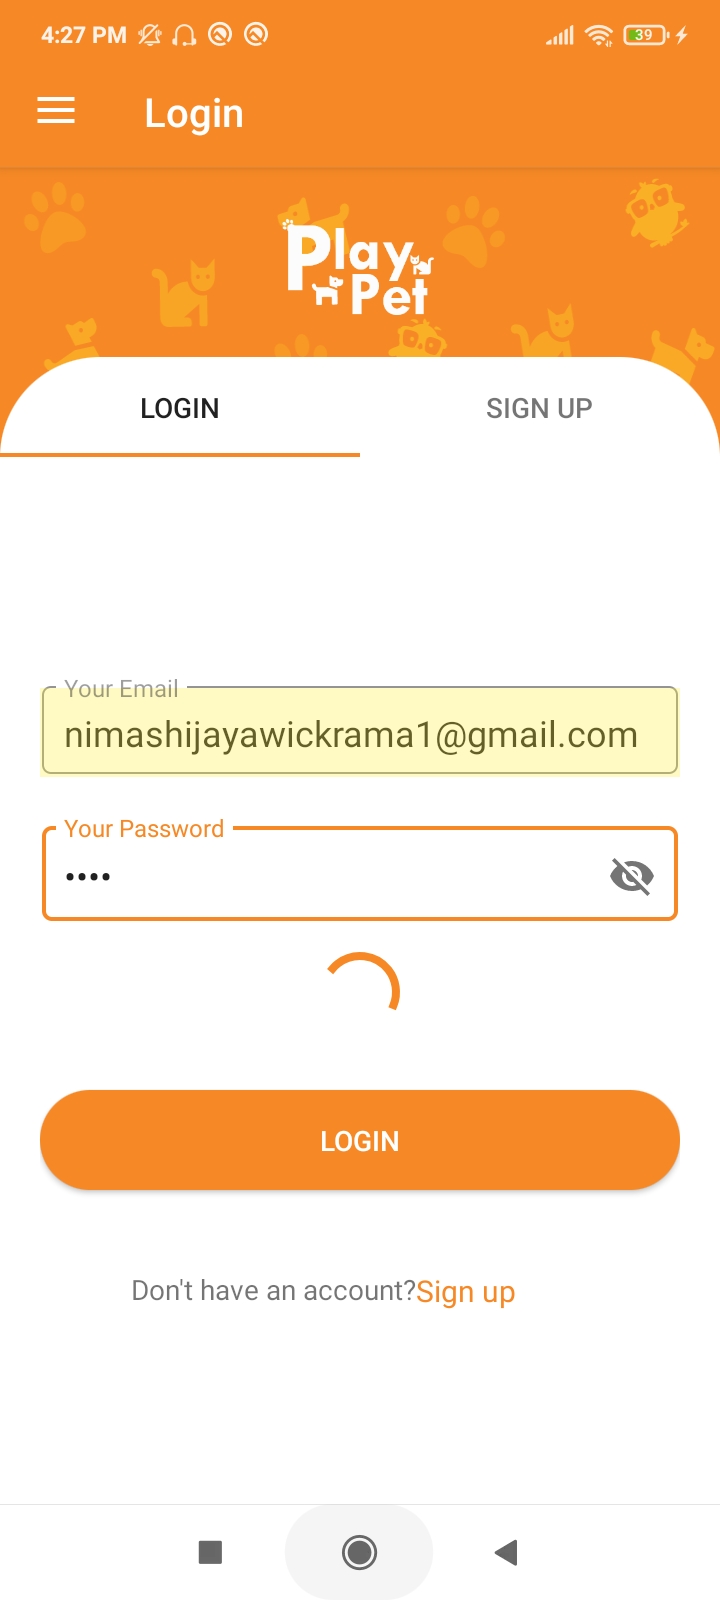 4:27 PM
39
Login
Play
Pet
LOGIN
SIGN UP
Your Email
nimashijayawickrama1@gmail.com
Your Password
••••
LOGIN
Don't have an account?Sign up